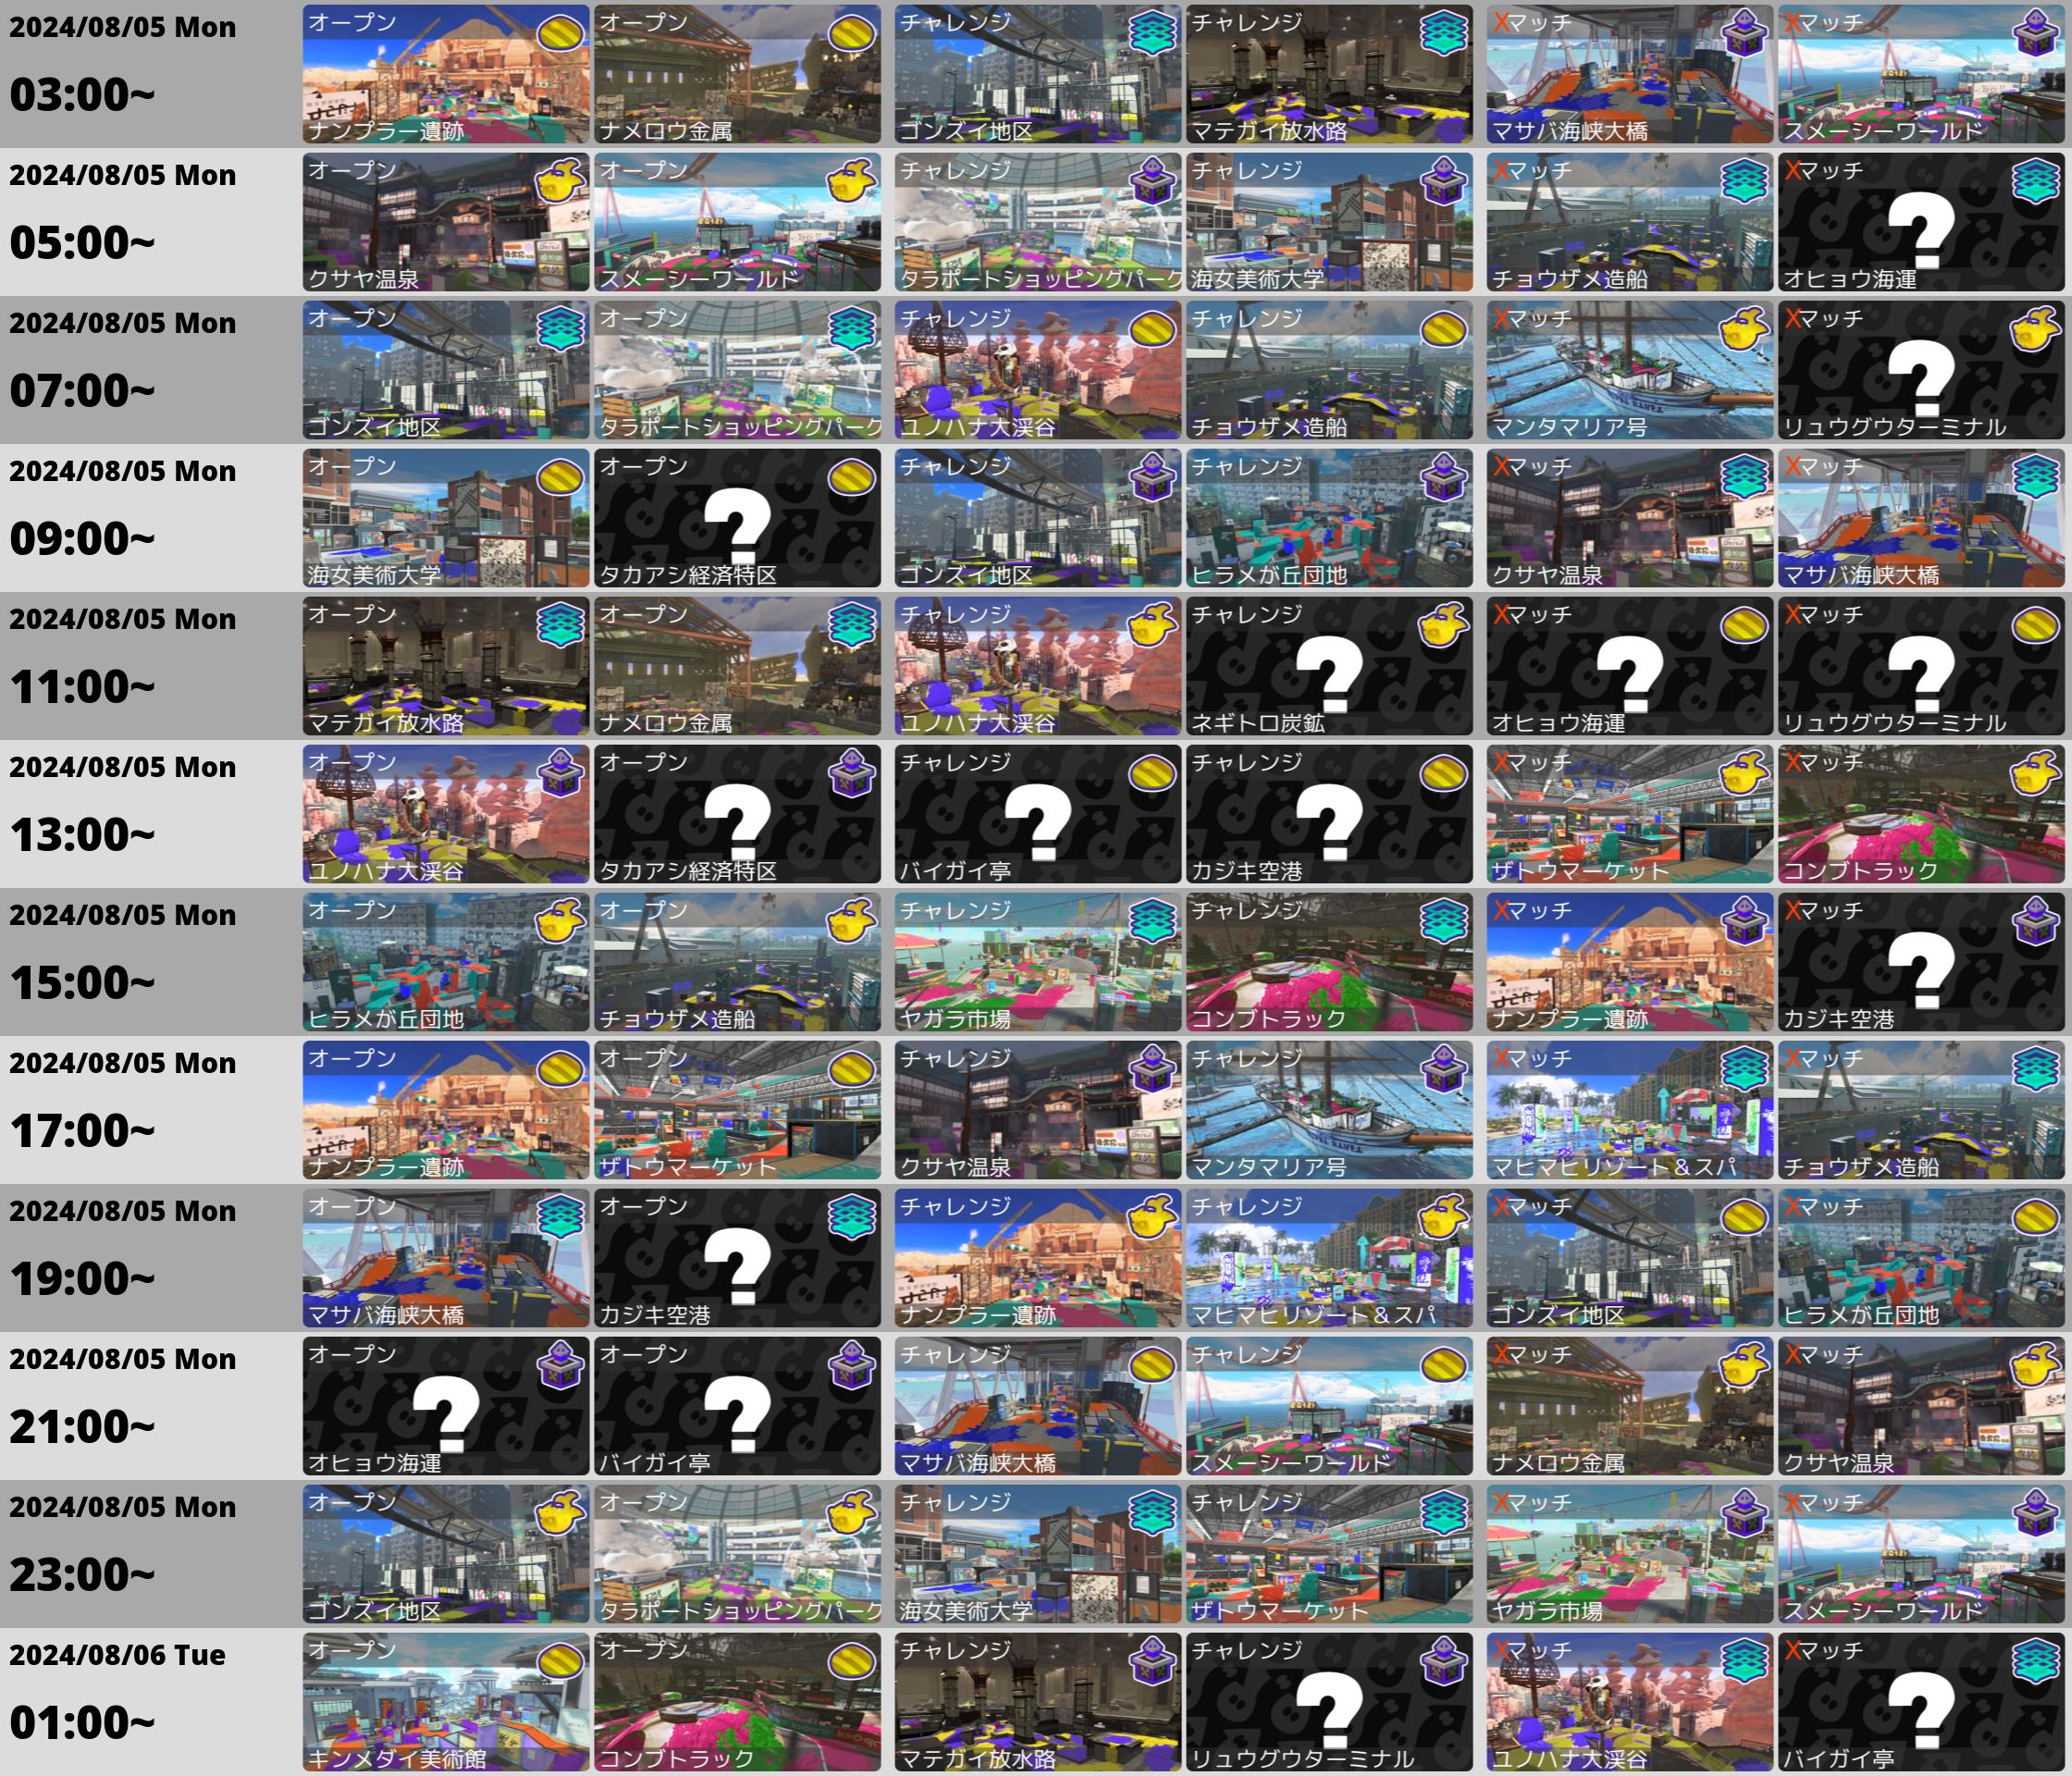 2024/08/05 Mon
03:00~
オープン
ナンプラー遺跡
オープン
ナメロウ金属
チャレンジ
ゴンズイ地区
チャレンジ
マテガイ放水路
Xマッチ
マサバ海峡大橋
Xマッチ
スメーシーワールド
2024/08/05 Mon
05:00~
オープン
クサヤ温泉
オープン
スメーシーワールド
チャレンジ
タラポートショッピングパーク
チャレンジ
海女美術大学
Xマッチ
チョウザメ造船
Xマッチ
オヒョウ海運
2024/08/05 Mon
07:00~
オープン
ゴンズイ地区
オープン
タラポートショッピングパーク
チャレンジ
ユノハナ大渓谷
チャレンジ
チョウザメ造船
Xマッチ
マンタマリア号
Xマッチ
リュウグウターミナル
2024/08/05 Mon
09:00~
オープン
海女美術大学
オープン
タカアシ経済特区
チャレンジ
ゴンズイ地区
チャレンジ
ヒラメが丘団地
Xマッチ
クサヤ温泉
Xマッチ
マサバ海峡大橋
2024/08/05 Mon
11:00~
オープン
マテガイ放水路
オープン
ナメロウ金属
チャレンジ
ユノハナ大渓谷
チャレンジ
ネギトロ炭鉱
Xマッチ
オヒョウ海運
Xマッチ
リュウグウターミナル
2024/08/05 Mon
13:00~
オープン
ユノハナ大渓谷
オープン
タカアシ経済特区
チャレンジ
バイガイ亭
チャレンジ
カジキ空港
Xマッチ
ザトウマーケット
Xマッチ
コンブトラック
2024/08/05 Mon
15:00~
オープン
ヒラメが丘団地
オープン
チョウザメ造船
チャレンジ
ヤガラ市場
チャレンジ
コンブトラック
Xマッチ
ナンプラー遺跡
Xマッチ
カジキ空港
2024/08/05 Mon
17:00~
オープン
ナンプラー遺跡
オープン
ザトウマーケット
チャレンジ
クサヤ温泉
チャレンジ
マンタマリア号
Xマッチ
マヒマヒリゾート&スパ
Xマッチ
チョウザメ造船
2024/08/05 Mon
19:00~
オープン
マサバ海峡大橋
オープン
カジキ空港
チャレンジ
ナンプラー遺跡
チャレンジ
マヒマヒリゾート&スパ
Xマッチ
ゴンズイ地区
Xマッチ
ヒラメが丘団地
2024/08/05 Mon
21:00~
オープン
オヒョウ海運
オープン
バイガイ亭
チャレンジ
マサバ海峡大橋
チャレンジ
スメーシーワールド
Xマッチ
ナメロウ金属
Xマッチ
クサヤ温泉
2024/08/05 Mon
23:00~
オープン
ゴンズイ地区
オープン
タラポートショッピングパーク
チャレンジ
海女美術大学
チャレンジ
ザトウマーケット
Xマッチ
ヤガラ市場
Xマッチ
スメーシーワールド
2024/08/06 Tue
01:00~
オープン
キンメダイ美術館
オープン
コンブトラック
チャレンジ
マテガイ放水路
チャレンジ
リュウグウターミナル
Xマッチ
ユノハナ大渓谷
Xマッチ
バイガイ亭